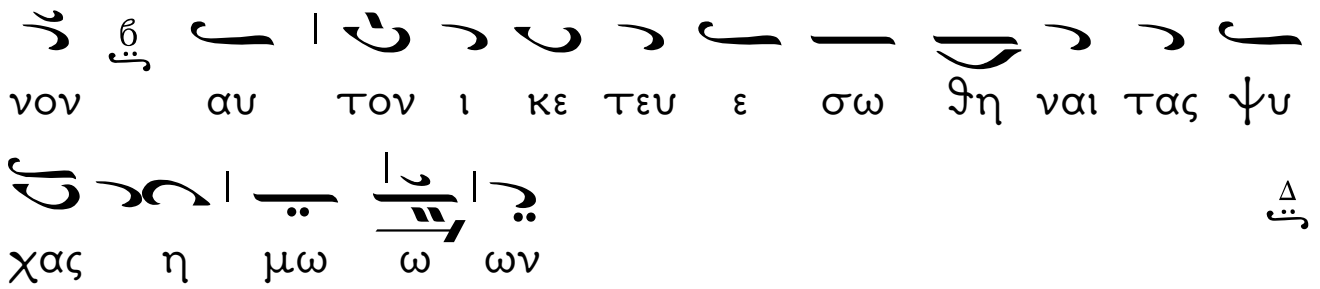 νον ϐ αυ τον ι κε τευ ε σω ϑη ναι τας ψυ
χας η μω ω ων Δ